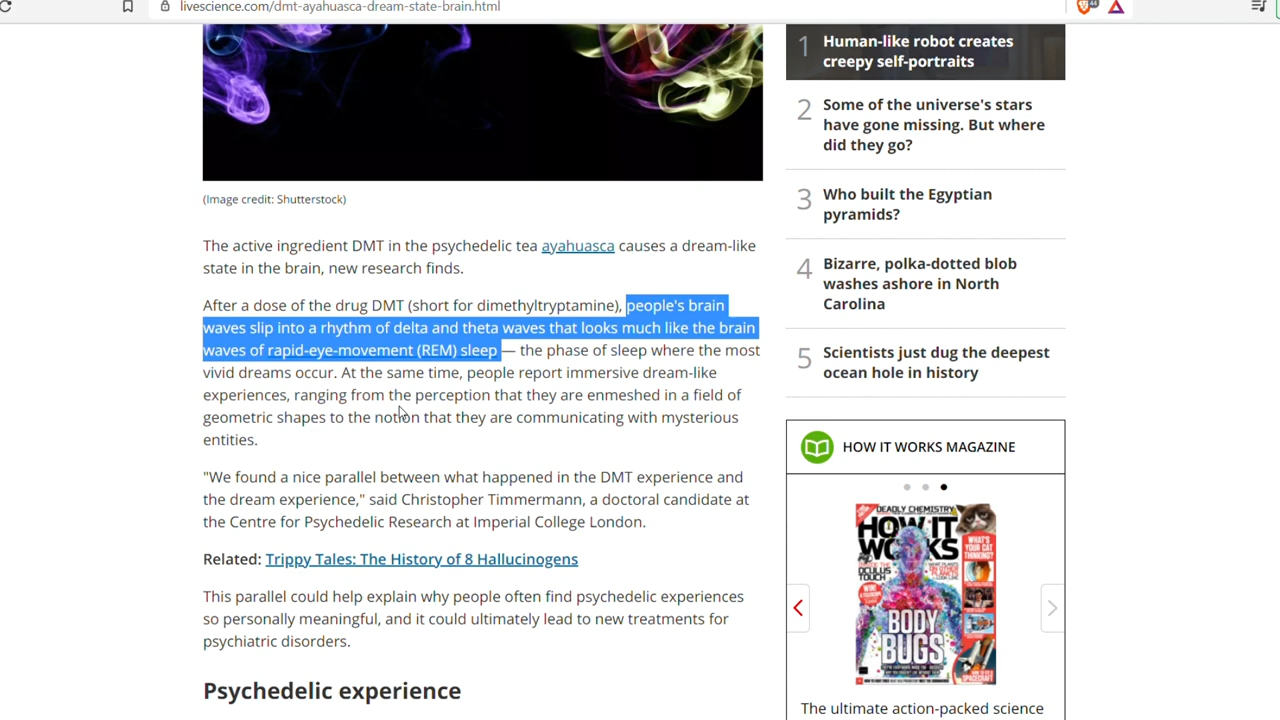 livescience.com/dmt-ayahuasca-dream-state-brain.html
44
(Image credit: Shutterstock)
The active ingredient DMT in the psychedelic tea ayahuasca causes a dream-like
state in the brain, new research finds.
After a dose of the drug DMT (short for dimethyltryptamine), people's brain
waves slip into a rhythm of delta and theta waves that looks much like the brain
waves of rapid-eye-movement (REM) sleep — the phase of sleep where the most
vivid dreams occur. At the same time, people report immersive dream-like
experiences, ranging from the perception that they are enmeshed in a field of
geometric shapes to the notion that they are communicating with mysterious
entities.
"We found a nice parallel between what happened in the DMT experience and
the dream experience," said Christopher Timmermann, a doctoral candidate at
the Centre for Psychedelic Research at Imperial College London.
Related: Trippy Tales: The History of 8 Hallucinogens
This parallel could help explain why people often find psychedelic experiences
so personally meaningful, and it could ultimately lead to new treatments for
psychiatric disorders.
Psychedelic experience
1 Human-like robot creates
creepy self-portraits
2 Some of the universe's stars
have gone missing. But where
did they go?
3 Who built the Egyptian
pyramids?
4 Bizarre, polka-dotted blob
washes ashore in North
Carolina
5 Scientists just dug the deepest
ocean hole in history
HOW IT WORKS MAGAZINE
DEADLY CHEMISTRY
HOW IT
WORKS
WHAT'S
YOUR CAT
THINKING?
INSIDE THE
OCULUS
TOUCH
BODY
BUGS
The ultimate action-packed science